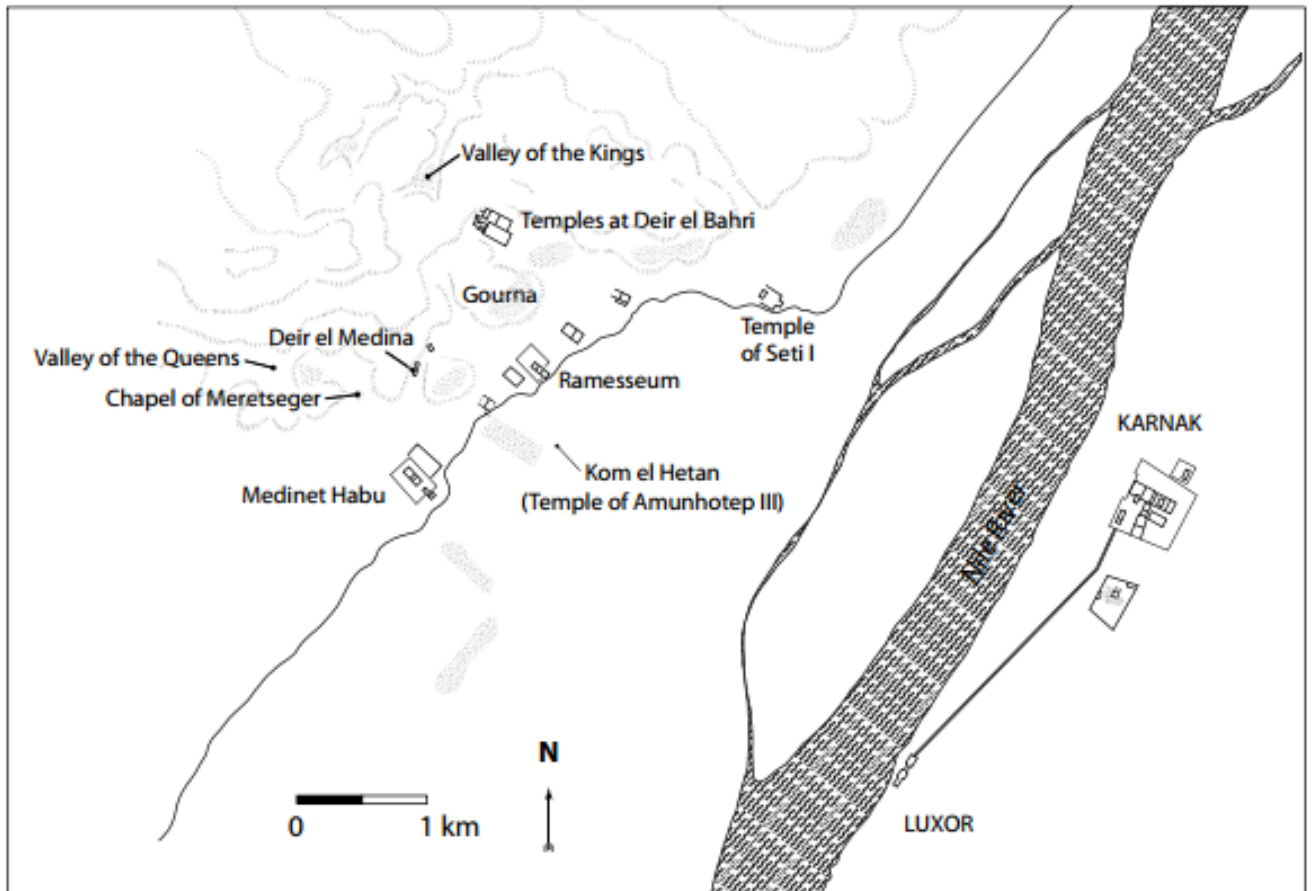 Valley of the Kings
Temples at Deir el Bahri
Gourna
Temple
of Seti I
Deir el Medina
Valley of the Queens
Chapel of Meretseger
Ramesseum
KARNAK
Kom el Hetan
(Temple of Amunhotep III)
Medinet Habu
Nile River
N
0 1 km
LUXOR